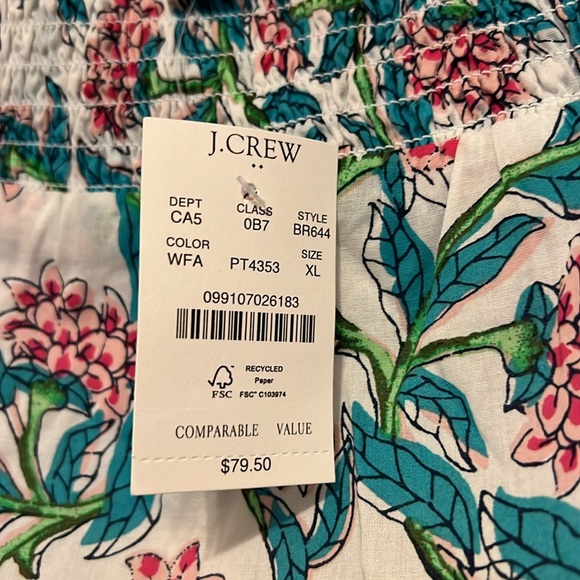 J.CREW
DEPT CLASS STYLE
CA5 0B7 BR644
COLOR SIZE
WFA PT4353 XL
099107026183
RECYCLED
Paper
FSC FSC® C103974
COMPARABLE VALUE
$79.50